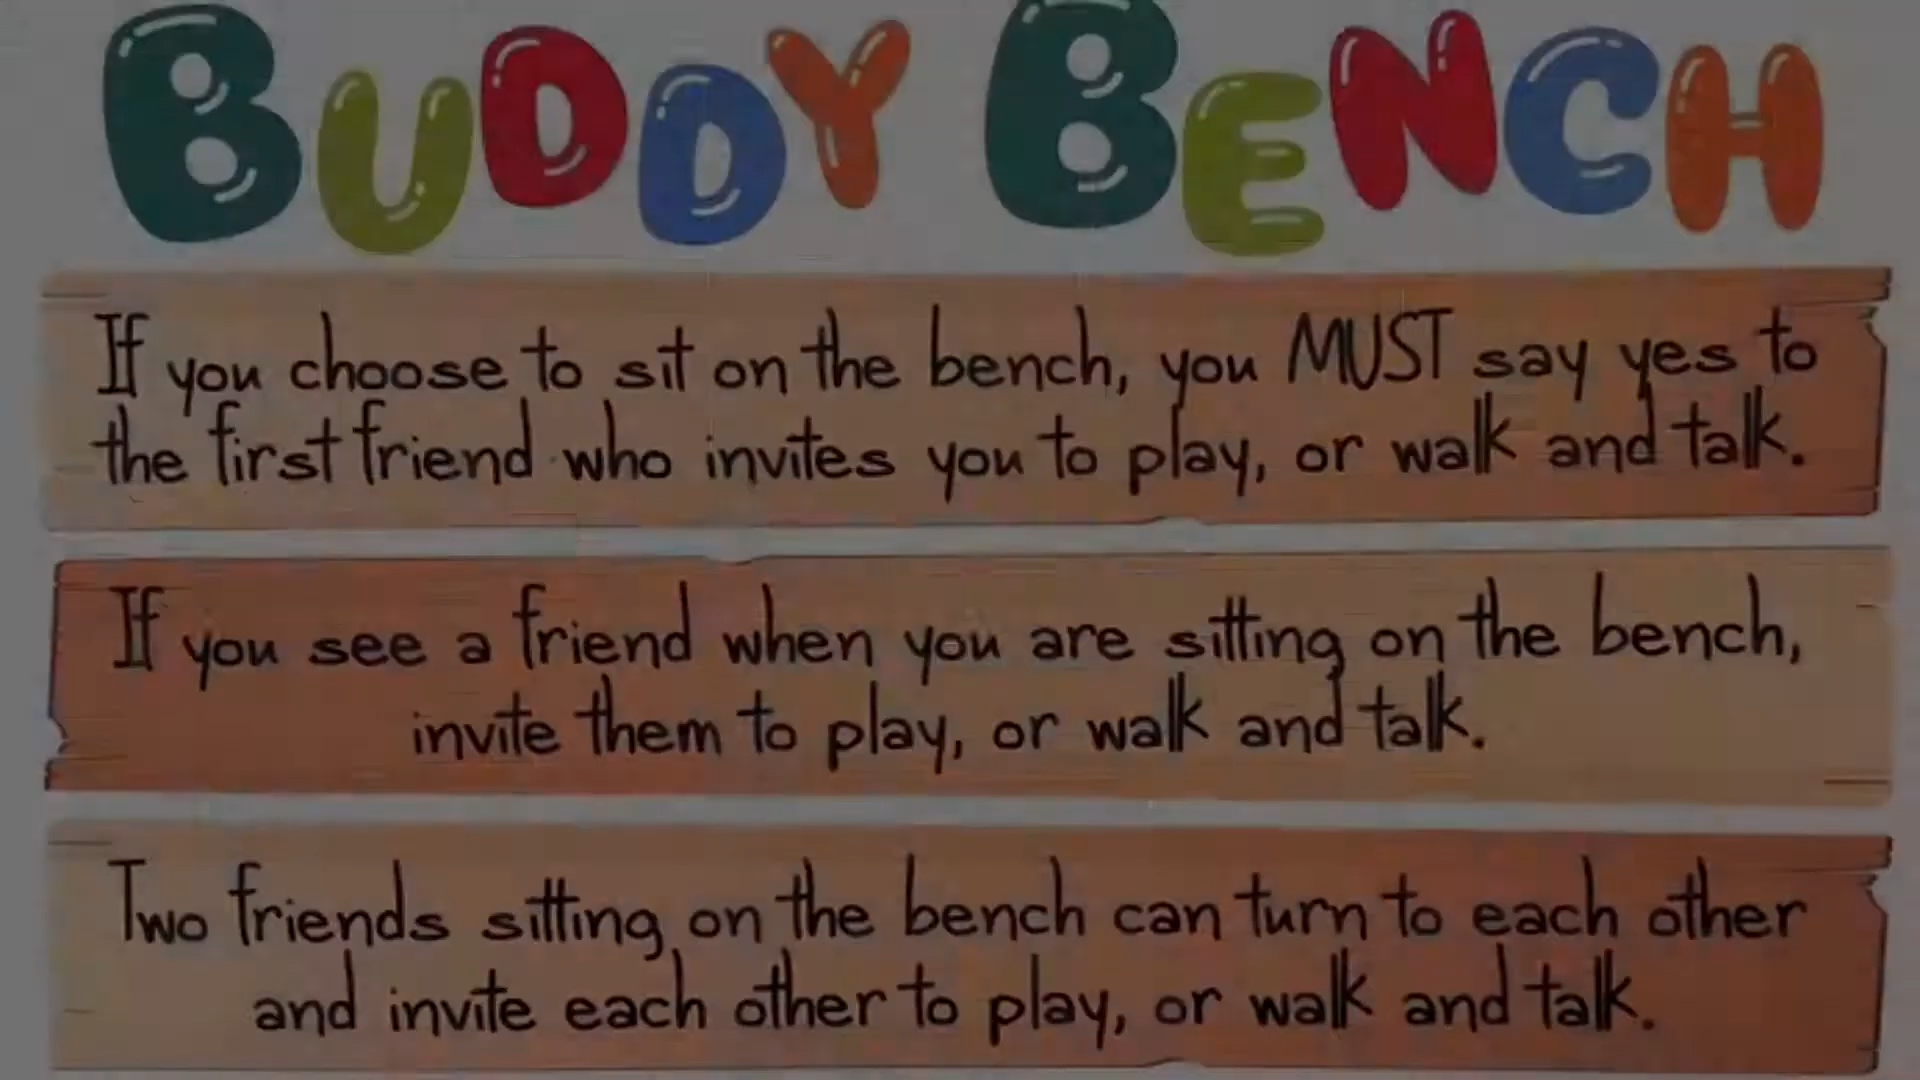 BUDDY BENCH
If you choose to sit on the bench, you MUST say yes to
the first friend who invites you to play, or walk and talk.
If you see a friend when you are sitting on the bench,
invite them to play, or walk and talk.
Two friends sitting on the bench can turn to each other
and invite each other to play, or walk and talk.